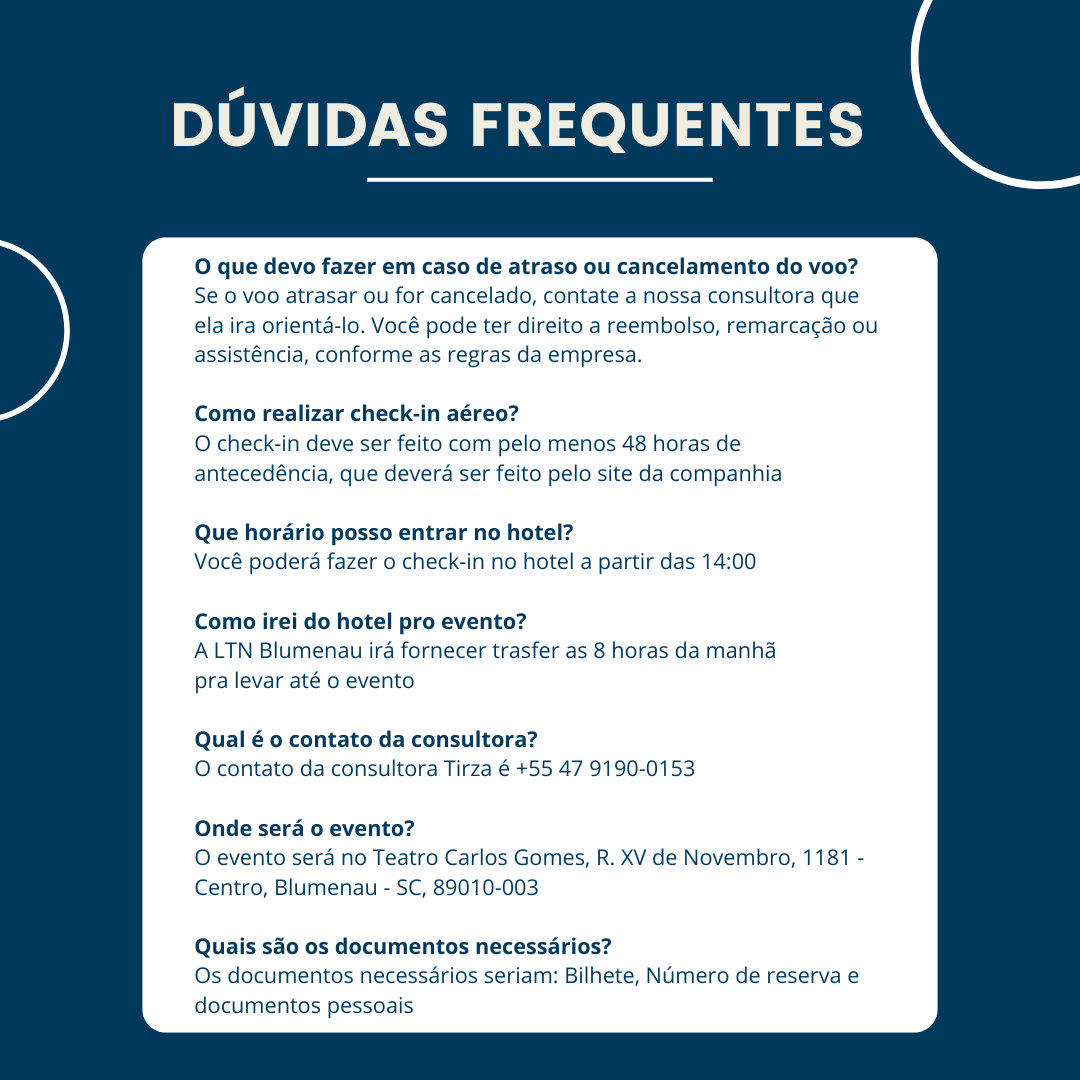 DÚVIDAS FREQUENTES
O que devo fazer em caso de atraso ou cancelamento do voo?
Se o voo atrasar ou for cancelado, contate a nossa consultora que
ela ira orientá-lo. Você pode ter direito a reembolso, remarcação ou
assistência, conforme as regras da empresa.
Como realizar check-in aéreo?
O check-in deve ser feito com pelo menos 48 horas de
antecedência, que deverá ser feito pelo site da companhia
Que horário posso entrar no hotel?
Você poderá fazer o check-in no hotel a partir das 14:00
Como irei do hotel pro evento?
A LTN Blumenau irá fornecer trasfer as 8 horas da manhã
pra levar até o evento
Qual é o contato da consultora?
O contato da consultora Tirza é +55 47 9190-0153
Onde será o evento?
O evento será no Teatro Carlos Gomes, R. XV de Novembro, 1181 -
Centro, Blumenau - SC, 89010-003
Quais são os documentos necessários?
Os documentos necessários seriam: Bilhete, Número de reserva e
documentos pessoais